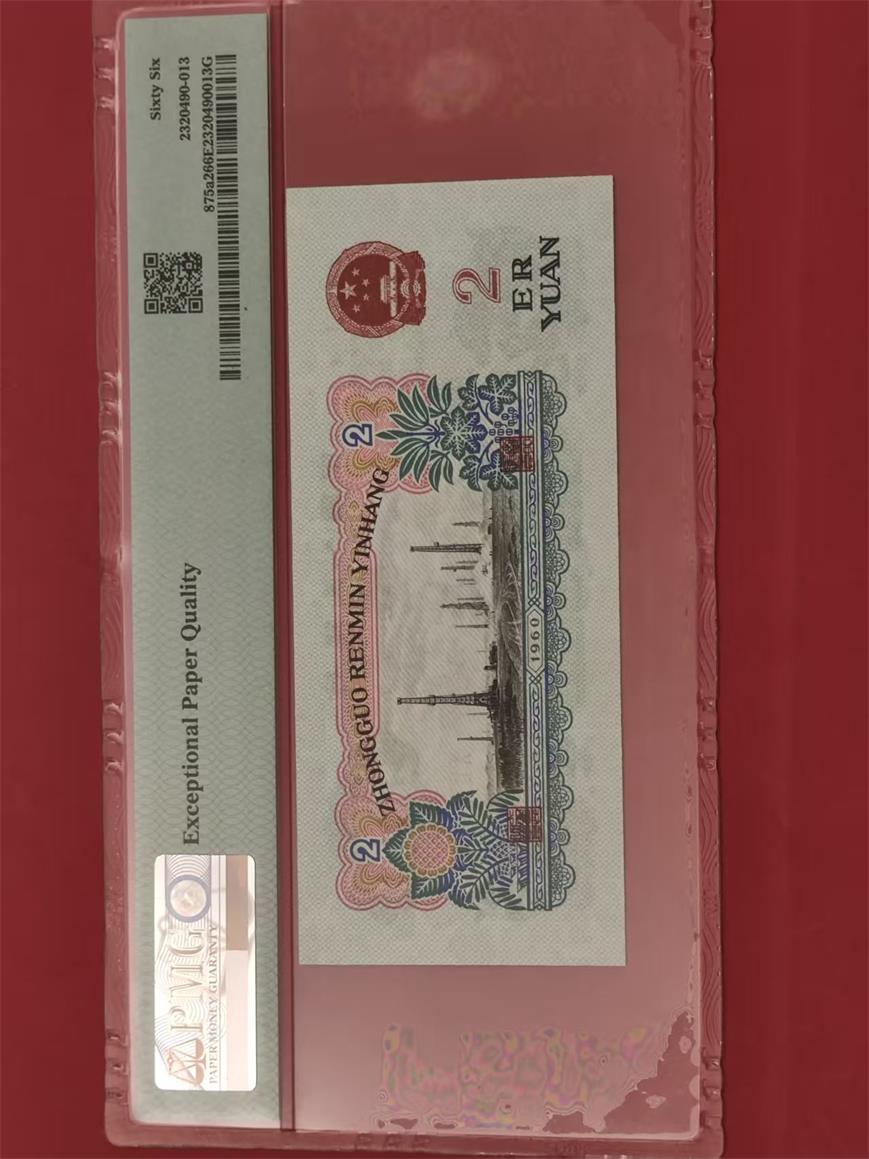 Sixty Six
2320490-013
875a266E2320490013G
Exceptional Paper Quality
PMG
PAPER MONEY GUARANTY
ZHONGGUO RENMIN YINHANG
2
2
2
ER
YUAN
1960